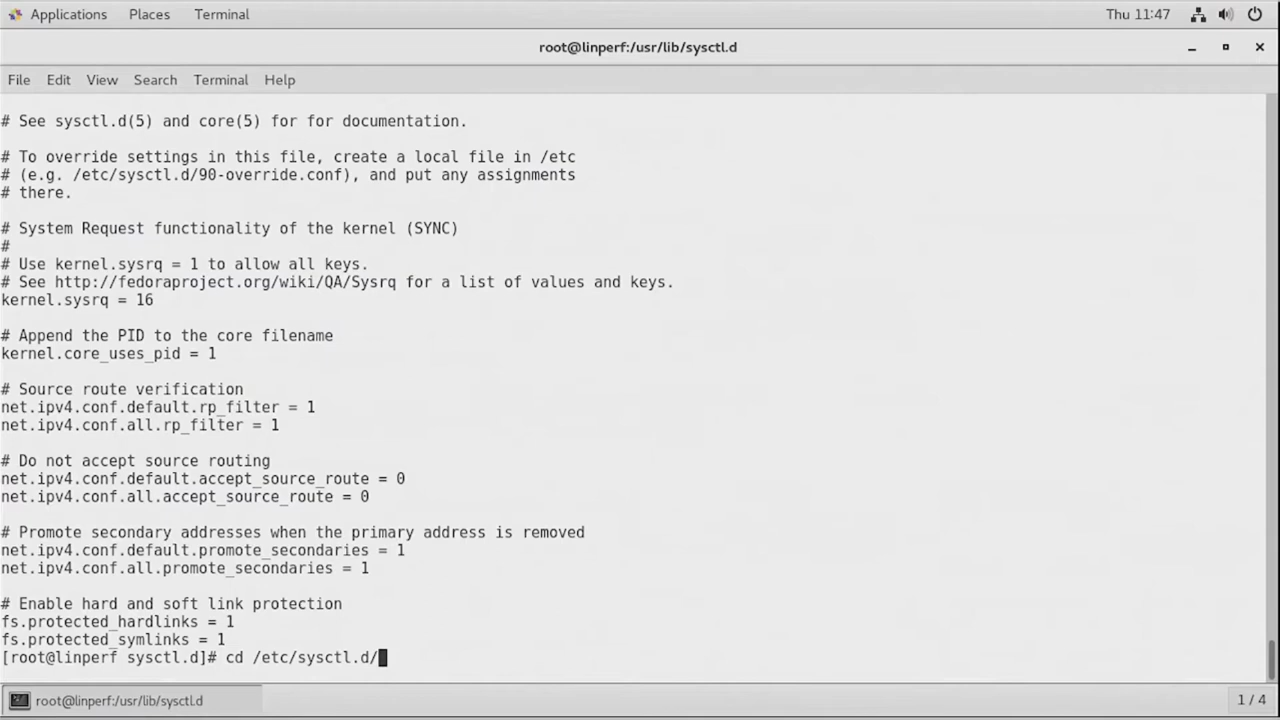 Applications Places Terminal Thu 11:47
root@linperf:/usr/lib/sysctl.d
File Edit View Search Terminal Help
# See sysctl.d(5) and core(5) for for documentation.
# To override settings in this file, create a local file in /etc
# (e.g. /etc/sysctl.d/90-override.conf), and put any assignments
# there.
# System Request functionality of the kernel (SYNC)
#
# Use kernel.sysrq = 1 to allow all keys.
# See http://fedoraproject.org/wiki/QA/Sysrq for a list of values and keys.
kernel.sysrq = 16
# Append the PID to the core filename
kernel.core_uses_pid = 1
# Source route verification
net.ipv4.conf.default.rp_filter = 1
net.ipv4.conf.all.rp_filter = 1
# Do not accept source routing
net.ipv4.conf.default.accept_source_route = 0
net.ipv4.conf.all.accept_source_route = 0
# Promote secondary addresses when the primary address is removed
net.ipv4.conf.default.promote_secondaries = 1
net.ipv4.conf.all.promote_secondaries = 1
# Enable hard and soft link protection
fs.protected_hardlinks = 1
fs.protected_symlinks = 1
[root@linperf sysctl.d]# cd /etc/sysctl.d/
root@linperf:/usr/lib/sysctl.d 1 / 4